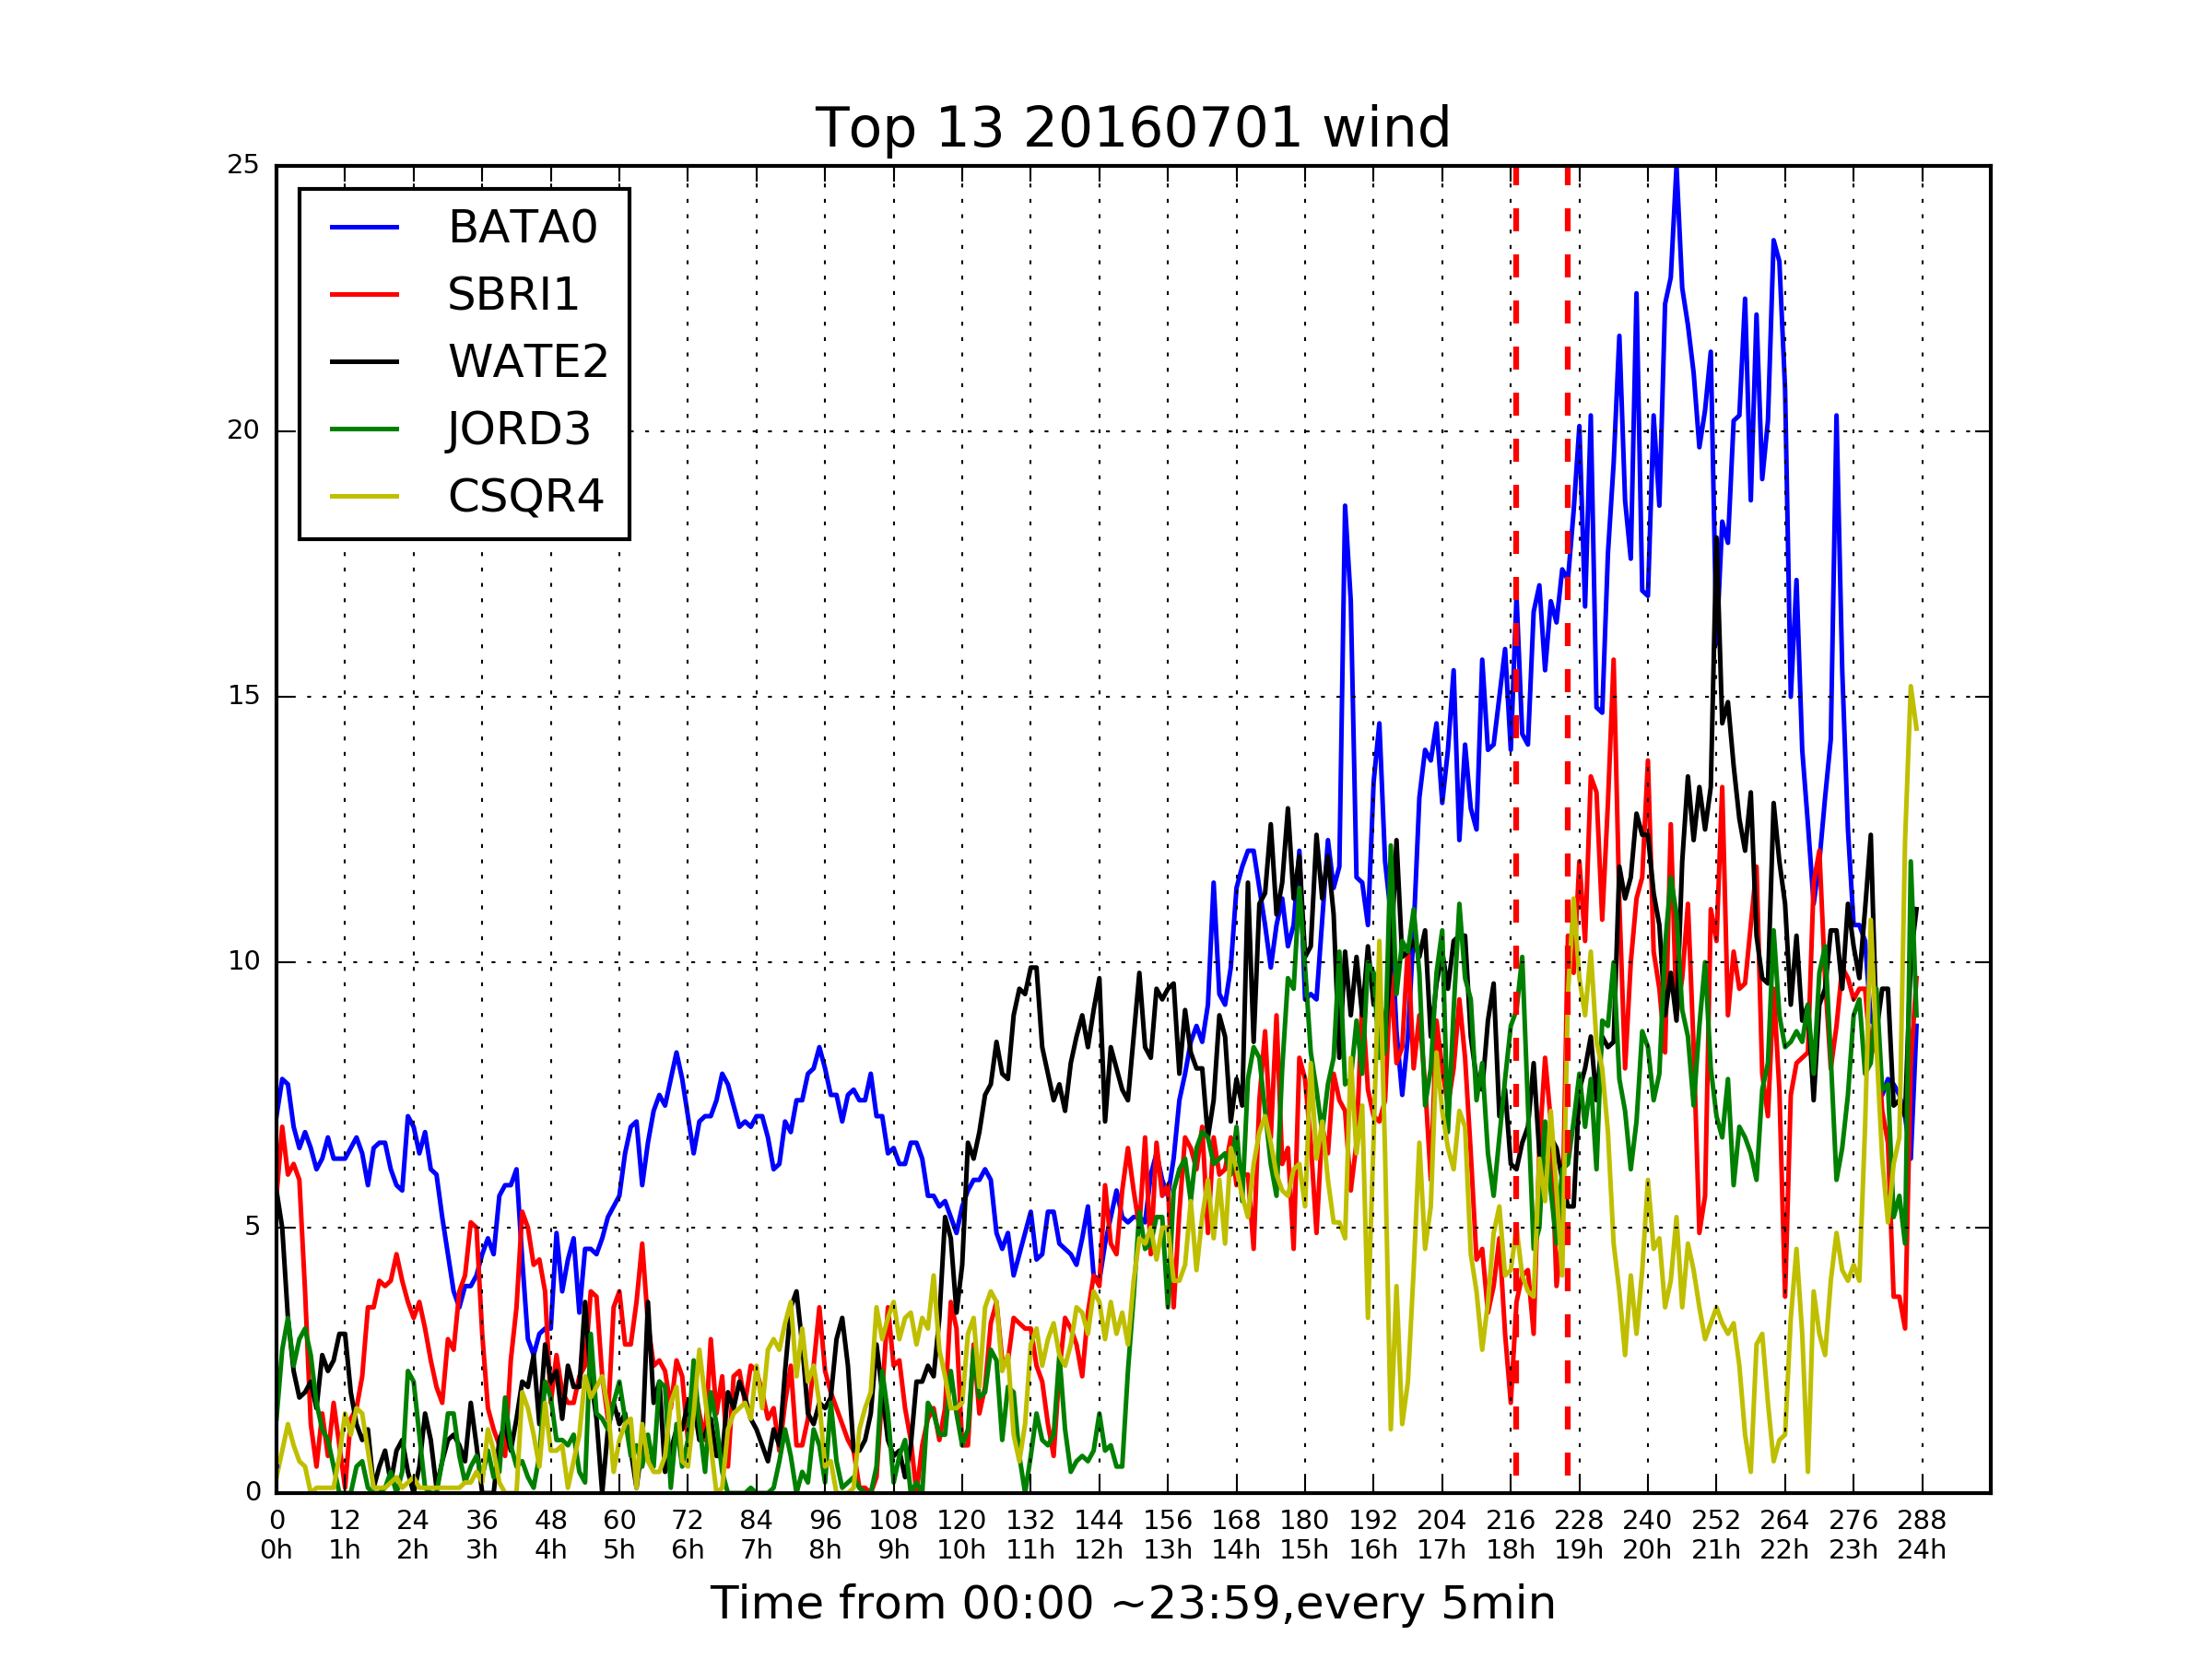 Top 13 20160701 wind
25
20
15
10
5
0
BATA0
SBRI1
WATE2
JORD3
CSQR4
0 12 24 36 48 60 72 84 96 108 120 132 144 156 168 180 192 204 216 228 240 252 264 276 288
0h 1h 2h 3h 4h 5h 6h 7h 8h 9h 10h 11h 12h 13h 14h 15h 16h 17h 18h 19h 20h 21h 22h 23h 24h
Time from 00:00 ~23:59,every 5min